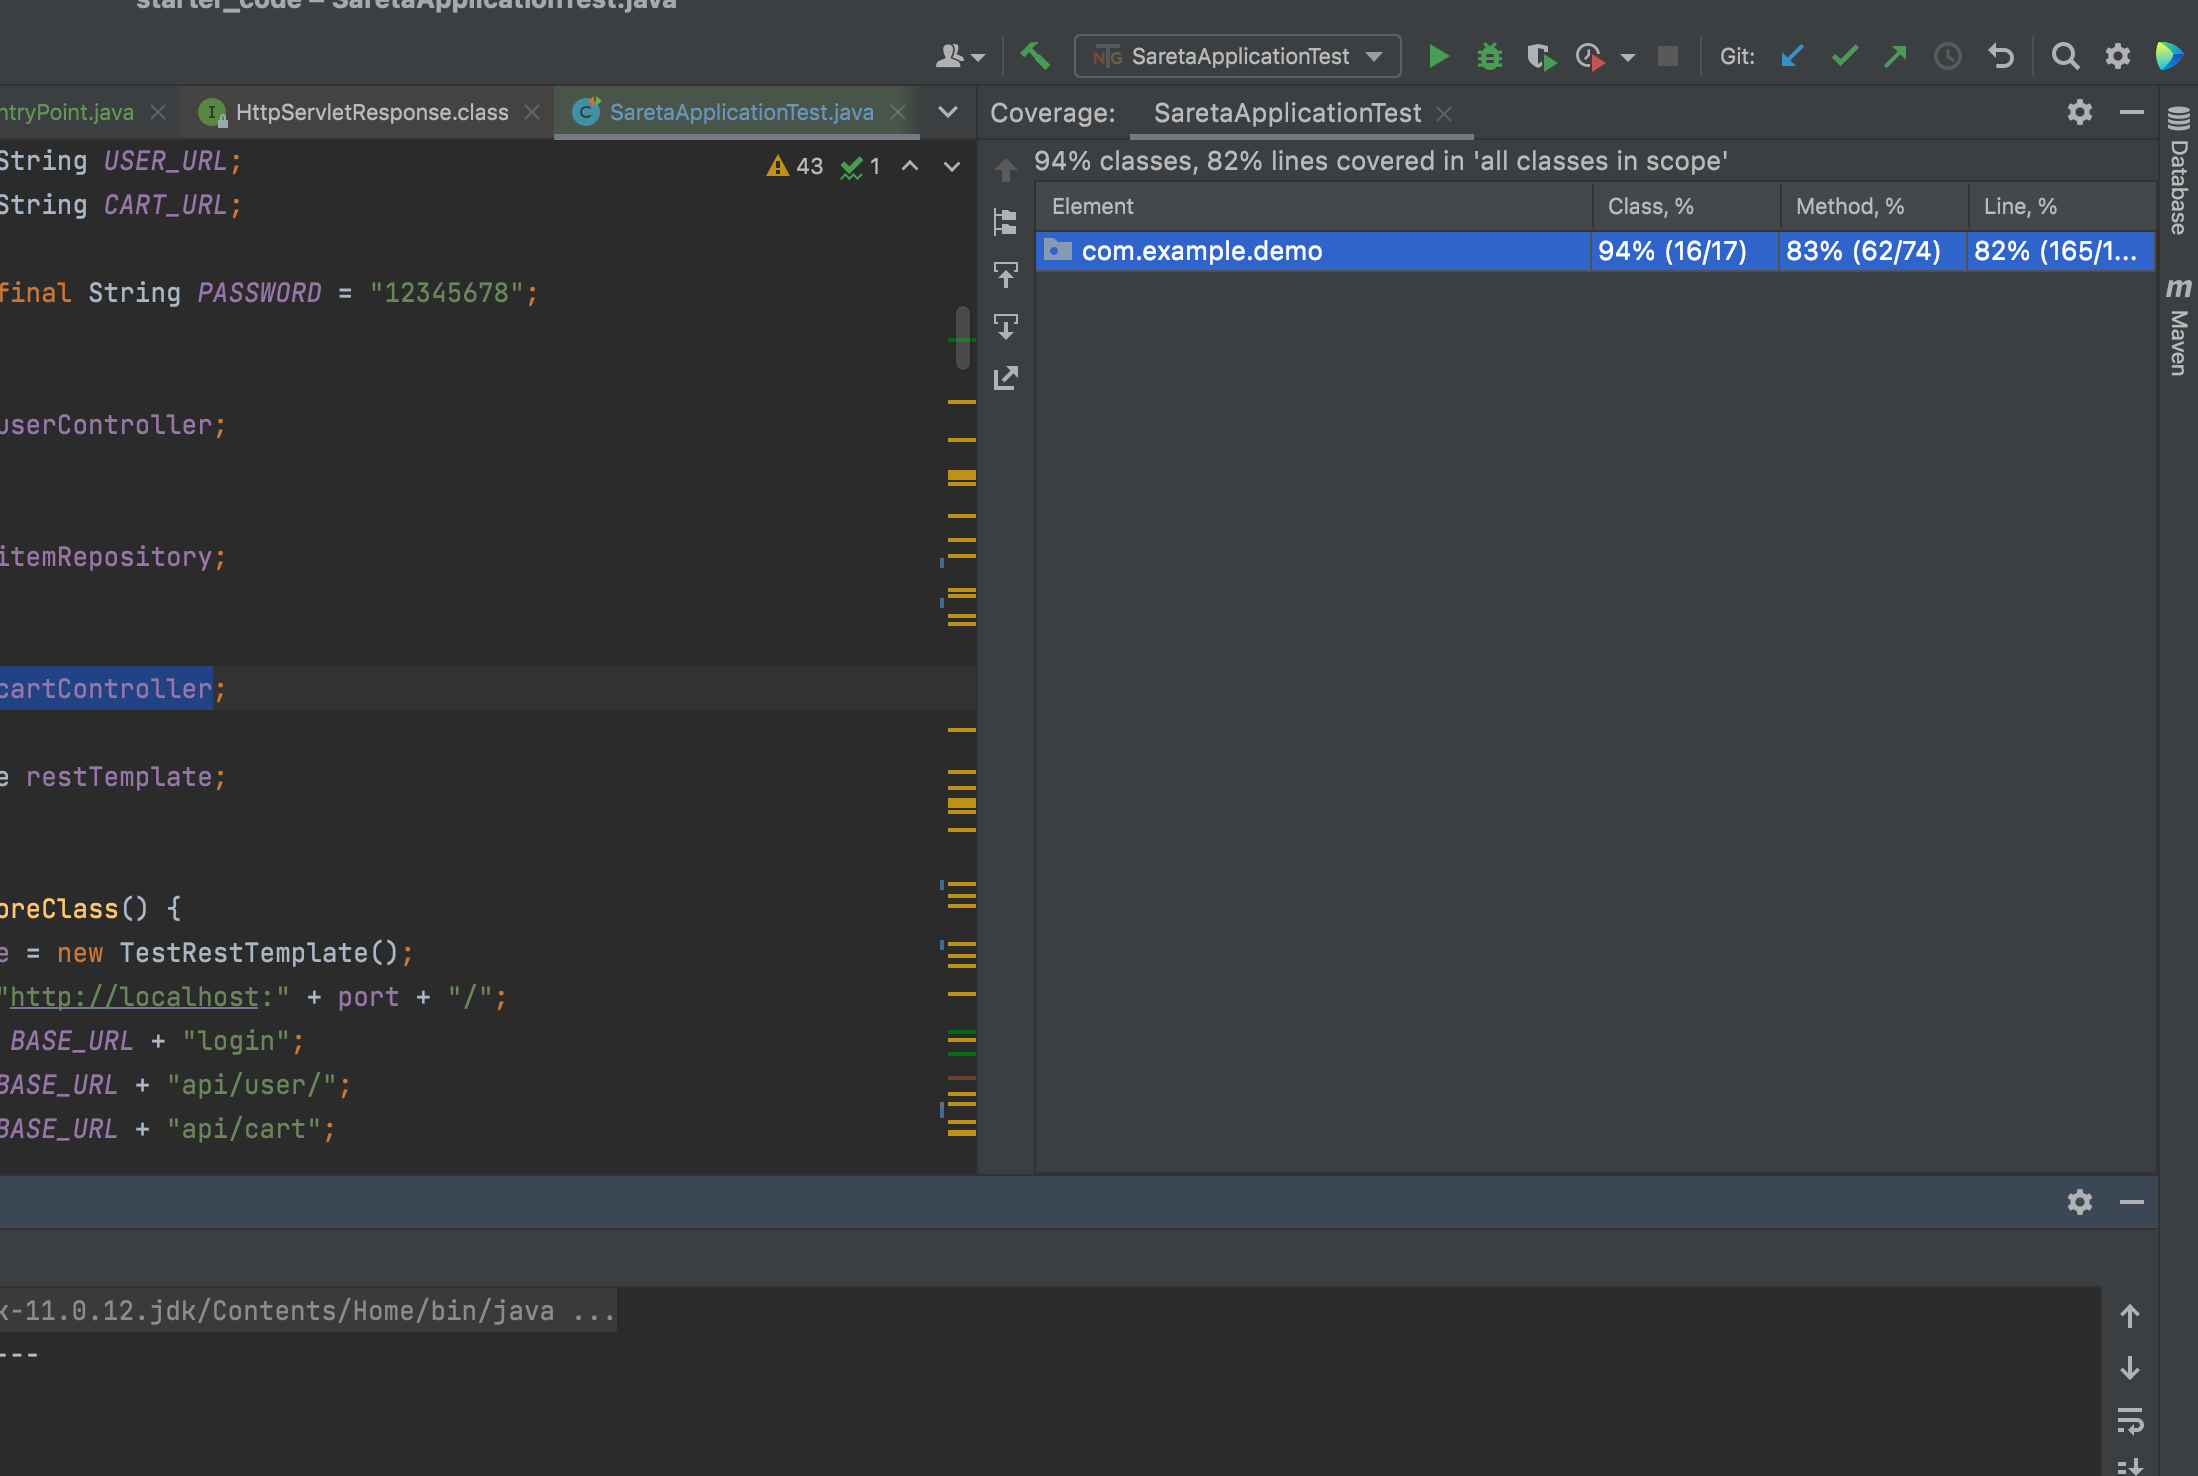 starter_code – SaretaApplicationTest.java
SaretaApplicationTest
Git:
ntryPoint.java
HttpServletResponse.class
SaretaApplicationTest.java
Coverage: SaretaApplicationTest
String USER_URL;
43 1
String CART_URL;
final String PASSWORD = "12345678";
userController;
itemRepository;
cartController;
e restTemplate;
oreClass() {
e = new TestRestTemplate();
"http://localhost:" + port + "/";
BASE_URL + "login";
BASE_URL + "api/user/";
BASE_URL + "api/cart";
94% classes, 82% lines covered in 'all classes in scope'
Element Class, % Method, % Line, %
com.example.demo 94% (16/17) 83% (62/74) 82% (165/1...
Database
m Maven
k-11.0.12.jdk/Contents/Home/bin/java ...
---